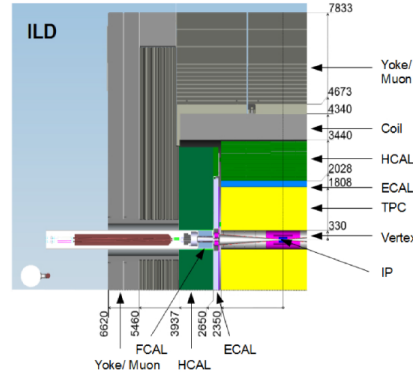 ILD
7833
Yoke/
Muon
4673
4340
Coil
3440
HCAL
2028
1808
ECAL
TPC
330
Vertex
IP
6620
5460
3937
2650
2350
FCAL
ECAL
Yoke/ Muon
HCAL